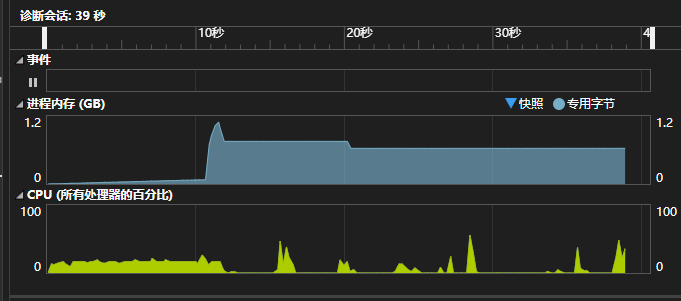 诊断会话: 39 秒
10秒 20秒 30秒 4
事件
进程内存 (GB) 快照 专用字节
1.2 1.2
0 0
CPU (所有处理器的百分比)
100 100
0 0